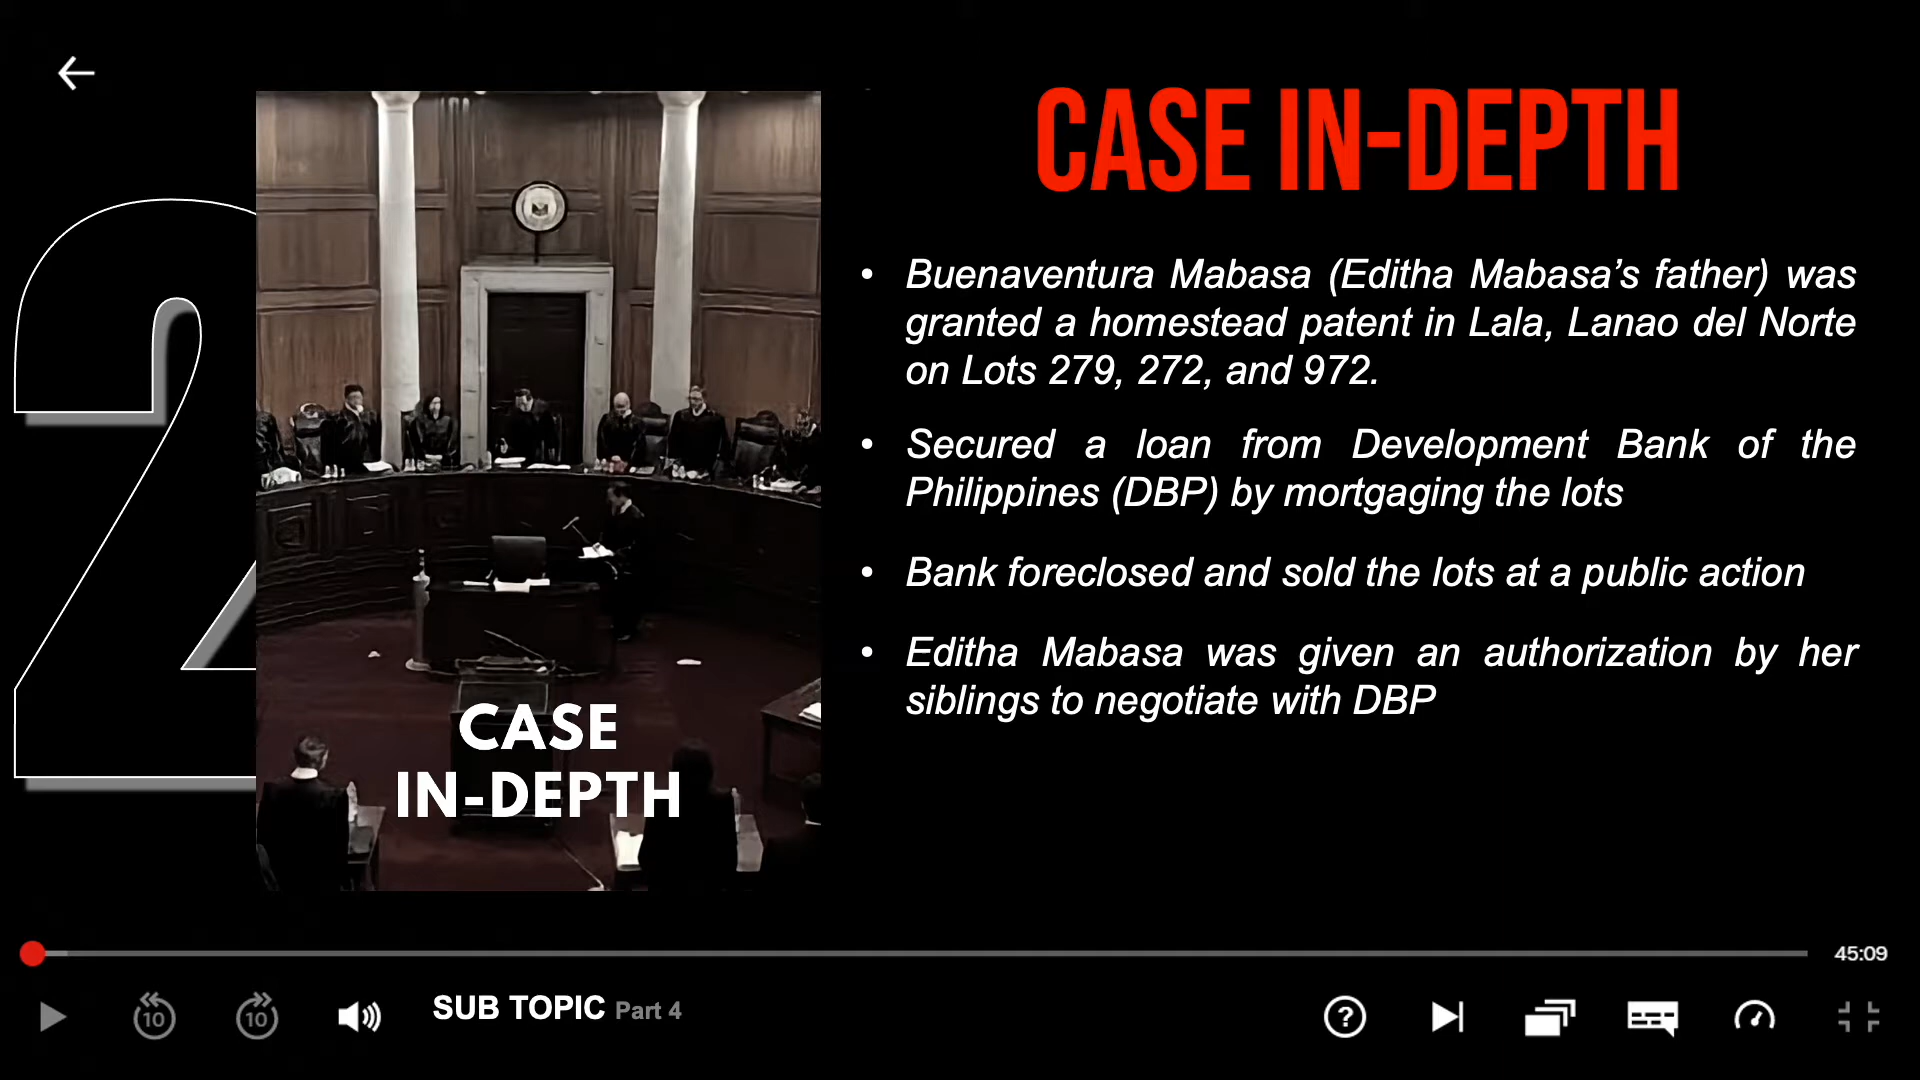 2
CASE
IN-DEPTH
CASE IN-DEPTH
• Buenaventura Mabasa (Editha Mabasa’s father) was
granted a homestead patent in Lala, Lanao del Norte
on Lots 279, 272, and 972.
• Secured a loan from Development Bank of the
Philippines (DBP) by mortgaging the lots
• Bank foreclosed and sold the lots at a public action
• Editha Mabasa was given an authorization by her
siblings to negotiate with DBP
45:09
10
10
SUB TOPIC Part 4
?